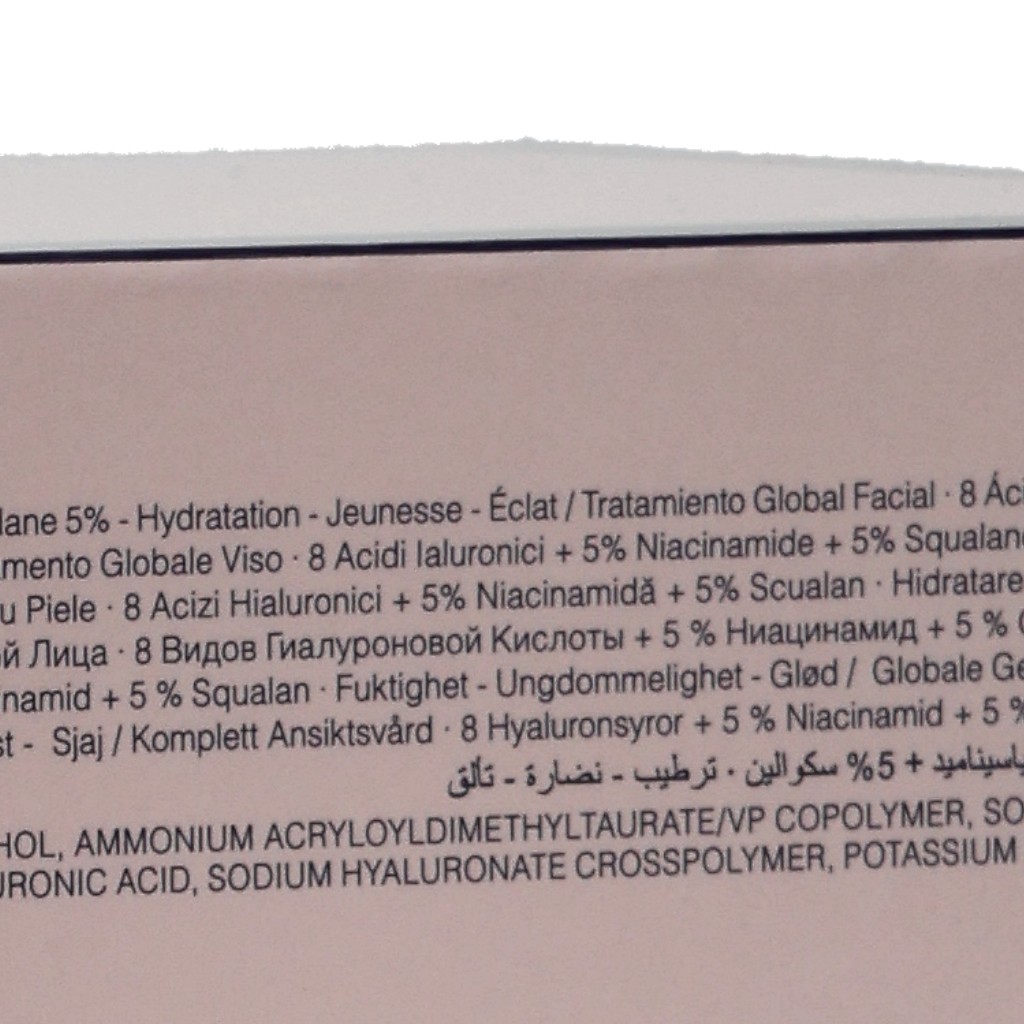 lane 5% - Hydratation - Jeunesse - Éclat / Tratamiento Global Facial · 8 Áci
mento Globale Viso · 8 Acidi Ialuronici + 5% Niacinamide + 5% Squalan
u Piele · 8 Acizi Hialuronici + 5% Niacinamidă + 5% Scualan · Hidratare
й Лица · 8 Видов Гиалуроновой Кислоты + 5 % Ниацинамид + 5 %
inamid + 5 % Squalan · Fuktighet - Ungdommelighet - Glød / Globale Ge
st - Sjaj / Komplett Ansiktsvård · 8 Hyaluronsyror + 5 % Niacinamid + 5 %
ياسيناميد + 5% سكوالين · ترطيب - نضارة - تألق
HOL, AMMONIUM ACRYLOYLDIMETHYLTAURATE/VP COPOLYMER, SO
URONIC ACID, SODIUM HYALURONATE CROSSPOLYMER, POTASSIUM